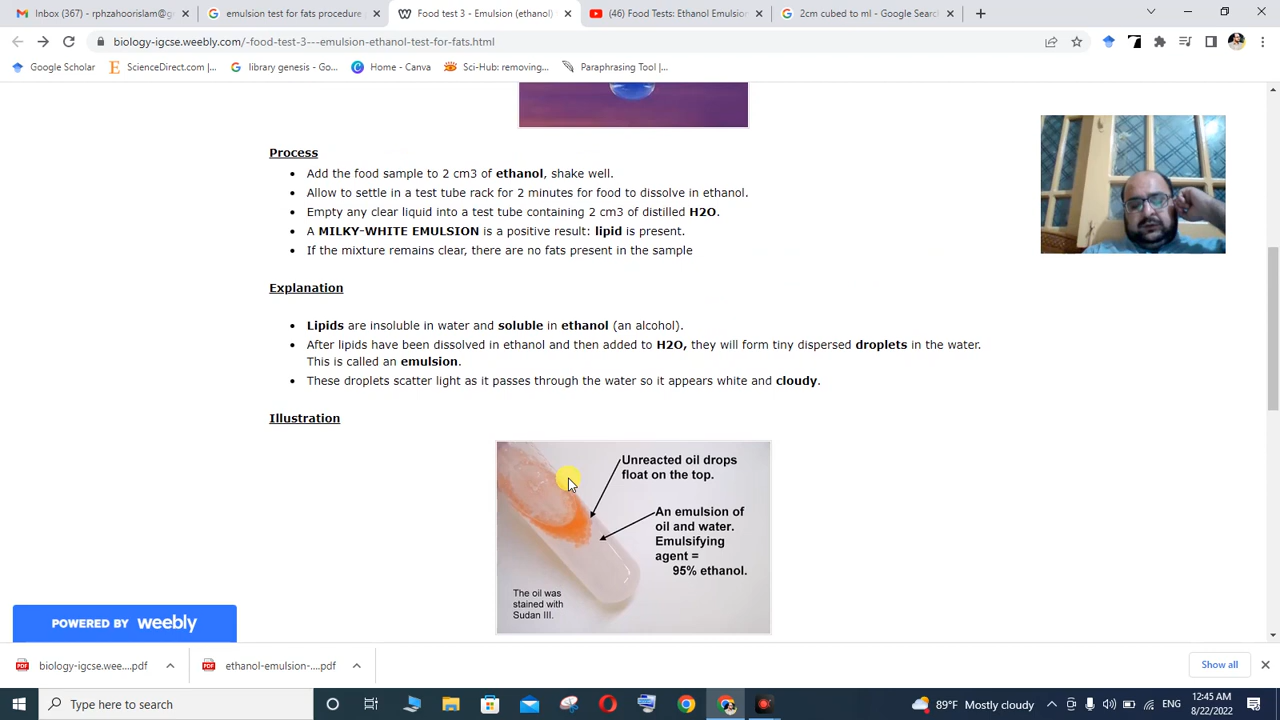 Inbox (367) - rphzahoorislam@g
emulsion test for fats procedure
Food test 3 - Emulsion (ethanol)
(46) Food Tests: Ethanol Emulsion
2cm cubed to ml - Google Search
biology-igcse.weebly.com/-food-test-3---emulsion-ethanol-test-for-fats.html
Google Scholar
ScienceDirect.com |...
library genesis - Go...
Home - Canva
Sci-Hub: removing...
Paraphrasing Tool |...
Process
• Add the food sample to 2 cm3 of ethanol, shake well.
• Allow to settle in a test tube rack for 2 minutes for food to dissolve in ethanol.
• Empty any clear liquid into a test tube containing 2 cm3 of distilled H2O.
• A MILKY-WHITE EMULSION is a positive result: lipid is present.
• If the mixture remains clear, there are no fats present in the sample
Explanation
• Lipids are insoluble in water and soluble in ethanol (an alcohol).
• After lipids have been dissolved in ethanol and then added to H2O, they will form tiny dispersed droplets in the water.
This is called an emulsion.
• These droplets scatter light as it passes through the water so it appears white and cloudy.
Illustration
Unreacted oil drops
float on the top.
An emulsion of
oil and water.
Emulsifying
agent =
95% ethanol.
The oil was
stained with
Sudan III.
POWERED BY weebly
biology-igcse.wee....pdf
ethanol-emulsion-....pdf
Show all
Type here to search
89°F Mostly cloudy
ENG
12:45 AM
8/22/2022